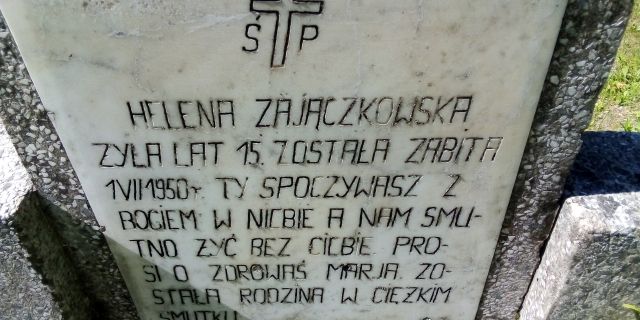 Ś P
HELENA ZAJĄCZKOWSKA
ŻYŁA LAT 15. ZOSTAŁA ZABITA
1 VII 1950 r TY SPOCZYWASZ Z
BOGIEM W NIEBIE A NAM SMU-
TNO ŻYĆ BEZ CIEBIE PRO-
SI O ZDROWAŚ MARJA. ZO-
STAŁA RODZINA W CIĘŻKIM
SMUTKU